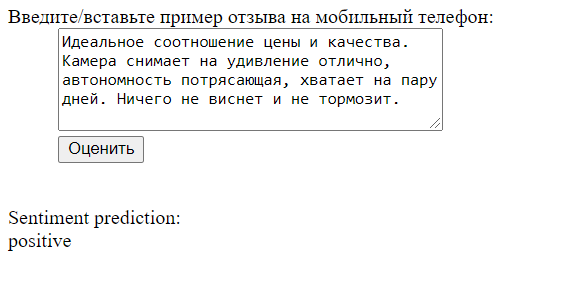 Введите/вставьте пример отзыва на мобильный телефон:
Идеальное соотношение цены и качества.
Камера снимает на удивление отлично,
автономность потрясающая, хватает на пару
дней. Ничего не виснет и не тормозит.
Оценить
Sentiment prediction:
positive